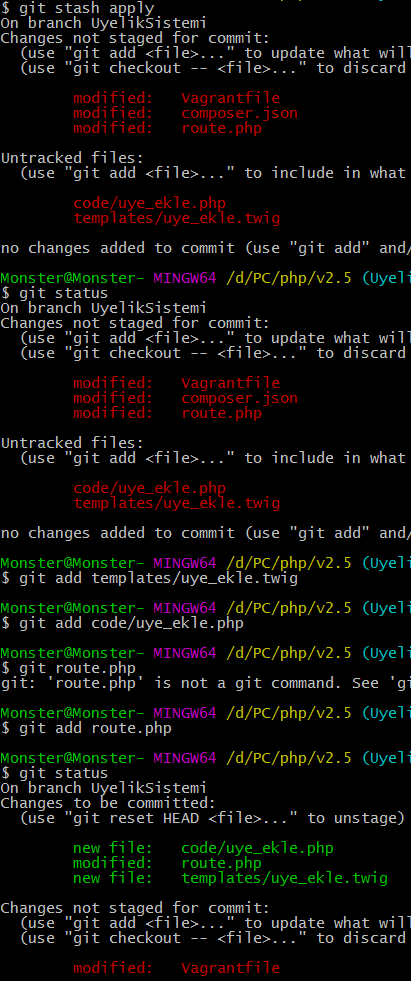 $ git stash apply
On branch UyelikSistemi
Changes not staged for commit:
  (use "git add <file>..." to update what will
  (use "git checkout -- <file>..." to discard

        modified:   Vagrantfile
        modified:   composer.json
        modified:   route.php

Untracked files:
  (use "git add <file>..." to include in what

        code/uye_ekle.php
        templates/uye_ekle.twig

no changes added to commit (use "git add" and/

Monster@Monster- MINGW64 /d/PC/php/v2.5 (Uyeli
$ git status
On branch UyelikSistemi
Changes not staged for commit:
  (use "git add <file>..." to update what will
  (use "git checkout -- <file>..." to discard

        modified:   Vagrantfile
        modified:   composer.json
        modified:   route.php

Untracked files:
  (use "git add <file>..." to include in what

        code/uye_ekle.php
        templates/uye_ekle.twig

no changes added to commit (use "git add" and/

Monster@Monster- MINGW64 /d/PC/php/v2.5 (Uyeli
$ git add templates/uye_ekle.twig

Monster@Monster- MINGW64 /d/PC/php/v2.5 (Uyeli
$ git add code/uye_ekle.php

Monster@Monster- MINGW64 /d/PC/php/v2.5 (Uyeli
$ git route.php
git: 'route.php' is not a git command. See 'gi

Monster@Monster- MINGW64 /d/PC/php/v2.5 (Uyeli
$ git add route.php

Monster@Monster- MINGW64 /d/PC/php/v2.5 (Uyeli
$ git status
On branch UyelikSistemi
Changes to be committed:
  (use "git reset HEAD <file>..." to unstage)

        new file:   code/uye_ekle.php
        modified:   route.php
        new file:   templates/uye_ekle.twig

Changes not staged for commit:
  (use "git add <file>..." to update what will
  (use "git checkout -- <file>..." to discard

        modified:   Vagrantfile